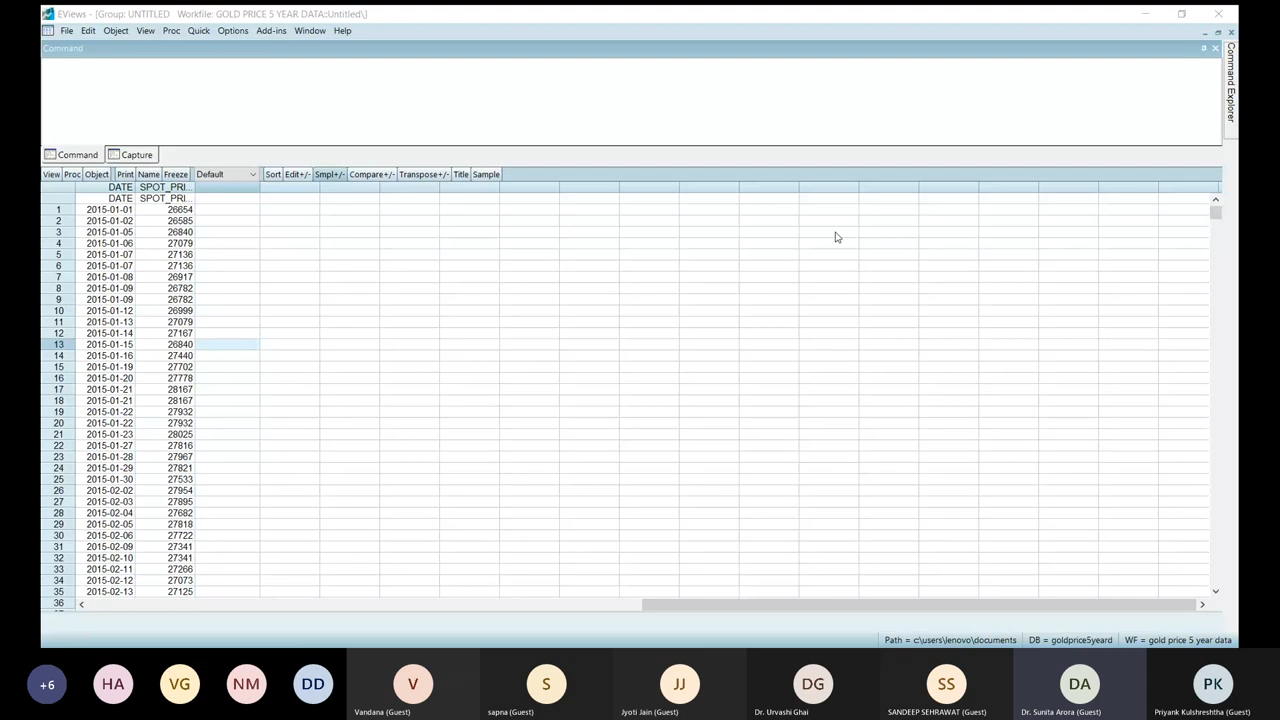 EViews - [Group: UNTITLED   Workfile: GOLD PRICE 5 YEAR DATA::Untitled\]
File Edit Object View Proc Quick Options Add-ins Window Help
Command
Command Explorer
Command Capture
View Proc Object Print Name Freeze Default Sort Edit+/- Smpl+/- Compare+/- Transpose+/- Title Sample
DATE SPOT_PRI...
DATE SPOT_PRI...
1 2015-01-01 26654
2 2015-01-02 26585
3 2015-01-05 26840
4 2015-01-06 27079
5 2015-01-07 27136
6 2015-01-07 27136
7 2015-01-08 26917
8 2015-01-09 26782
9 2015-01-09 26782
10 2015-01-12 26999
11 2015-01-13 27079
12 2015-01-14 27167
13 2015-01-15 26840
14 2015-01-16 27440
15 2015-01-19 27702
16 2015-01-20 27778
17 2015-01-21 28167
18 2015-01-21 28167
19 2015-01-22 27932
20 2015-01-22 27932
21 2015-01-23 28025
22 2015-01-27 27816
23 2015-01-28 27967
24 2015-01-29 27821
25 2015-01-30 27533
26 2015-02-02 27954
27 2015-02-03 27895
28 2015-02-04 27682
29 2015-02-05 27818
30 2015-02-06 27722
31 2015-02-09 27341
32 2015-02-10 27341
33 2015-02-11 27266
34 2015-02-12 27073
35 2015-02-13 27125
36
Path = c:\users\lenovo\documents DB = goldprice5yeard WF = gold price 5 year data
+6 HA VG NM DD V S JJ DG SS DA PK
Vandana (Guest) sapna (Guest) Jyoti Jain (Guest) Dr. Urvashi Ghai SANDEEP SEHRAWAT (Guest) Dr. Sunita Arora (Guest) Priyank Kulshreshtha (Guest)